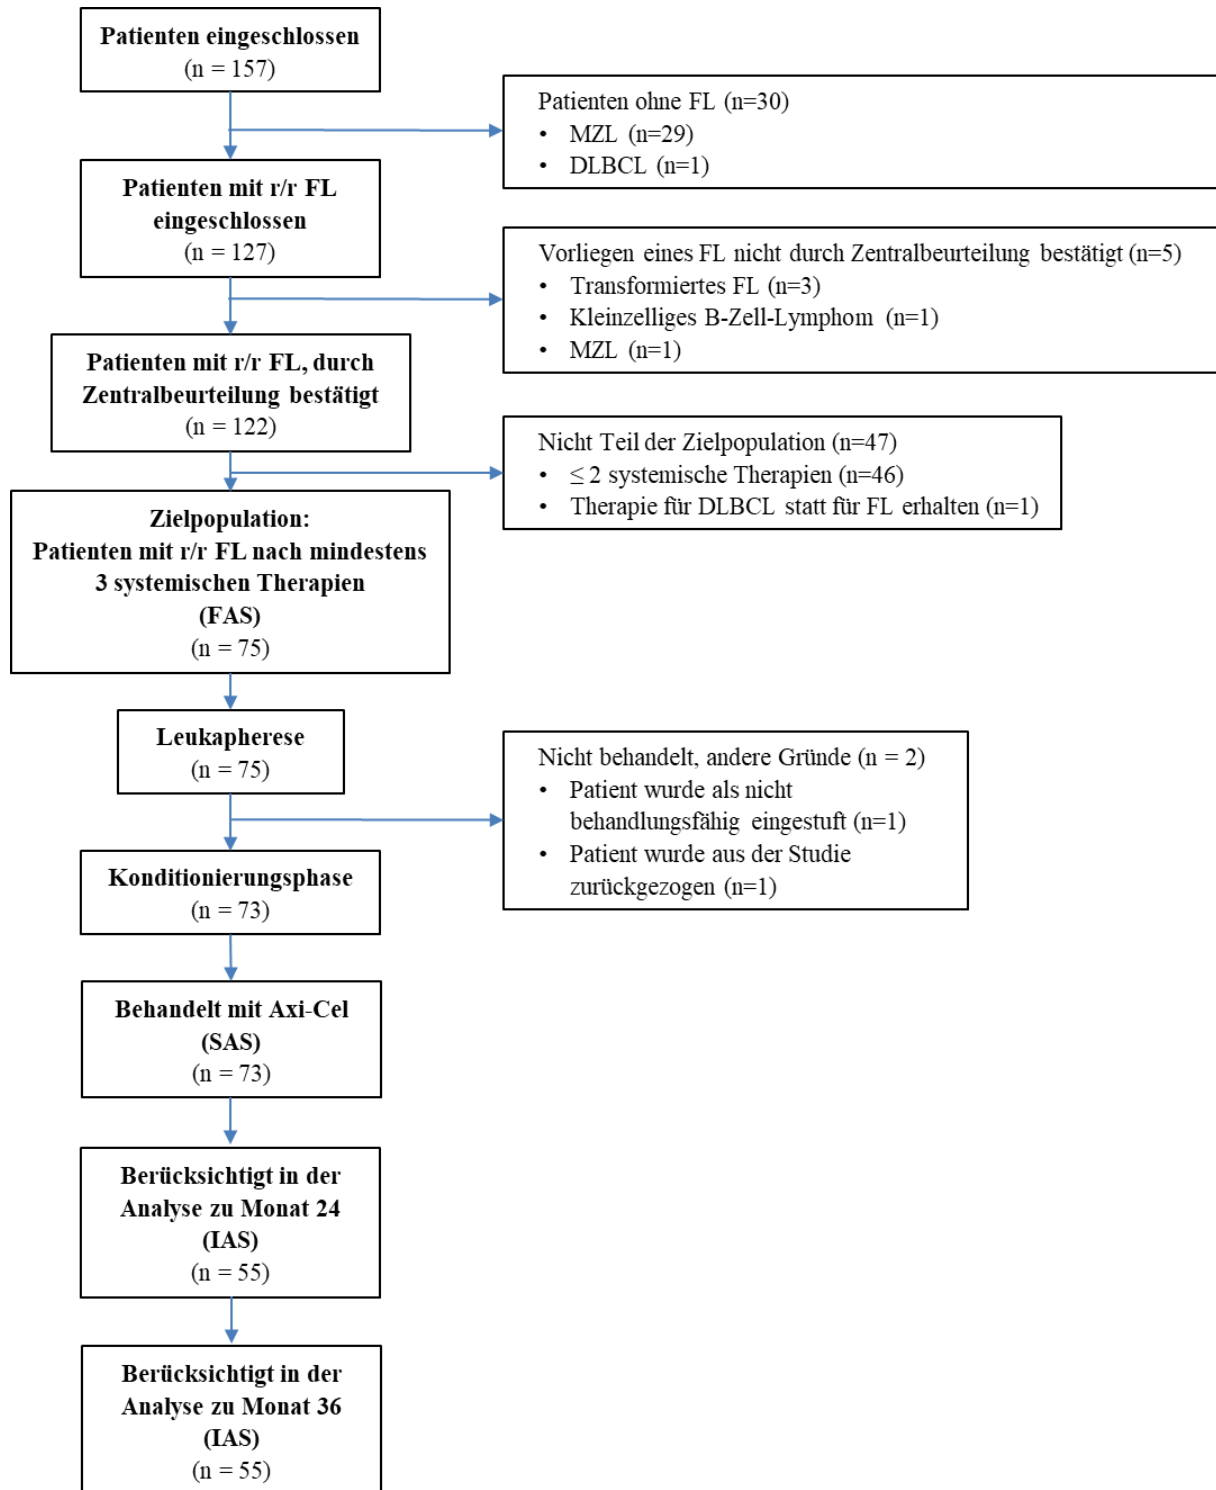 Patienten eingeschlossen
(n = 157)
Patienten ohne FL (n=30)
• MZL (n=29)
• DLBCL (n=1)
Patienten mit r/r FL
eingeschlossen
(n = 127)
Vorliegen eines FL nicht durch Zentralbeurteilung bestätigt (n=5)
• Transformiertes FL (n=3)
• Kleinzelliges B-Zell-Lymphom (n=1)
• MZL (n=1)
Patienten mit r/r FL, durch
Zentralbeurteilung bestätigt
(n = 122)
Nicht Teil der Zielpopulation (n=47)
• ≤ 2 systemische Therapien (n=46)
• Therapie für DLBCL statt für FL erhalten (n=1)
Zielpopulation:
Patienten mit r/r FL nach mindestens
3 systemischen Therapien
(FAS)
(n = 75)
Leukapherese
(n = 75)
Nicht behandelt, andere Gründe (n = 2)
• Patient wurde als nicht
behandlungsfähig eingestuft (n=1)
• Patient wurde aus der Studie
zurückgezogen (n=1)
Konditionierungsphase
(n = 73)
Behandelt mit Axi-Cel
(SAS)
(n = 73)
Berücksichtigt in der
Analyse zu Monat 24
(IAS)
(n = 55)
Berücksichtigt in der
Analyse zu Monat 36
(IAS)
(n = 55)